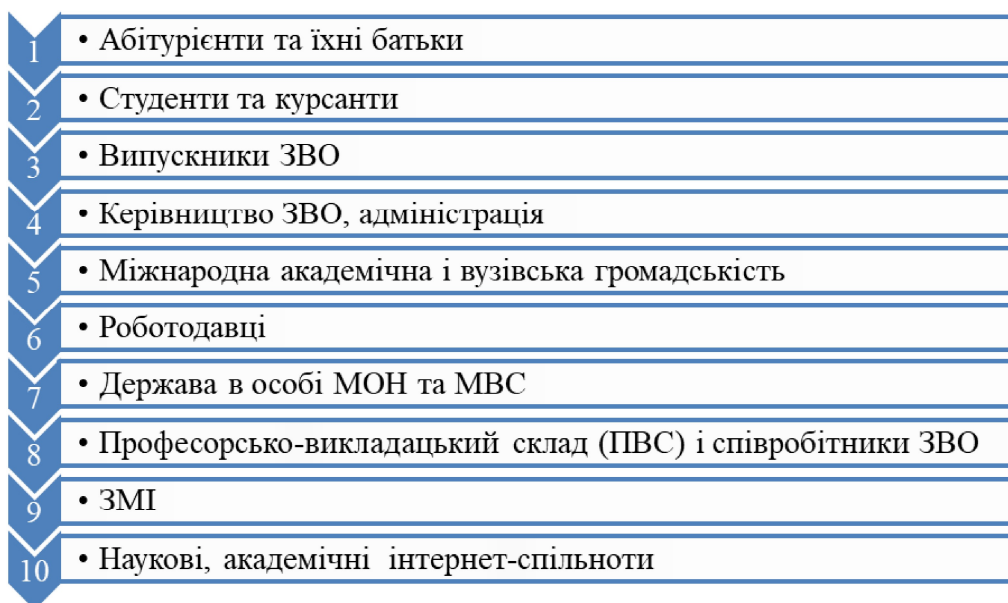 1 • Абітурієнти та їхні батьки
2 • Студенти та курсанти
3 • Випускники ЗВО
4 • Керівництво ЗВО, адміністрація
5 • Міжнародна академічна і вузівська громадськість
6 • Роботодавці
7 • Держава в особі МОН та МВС
8 • Професорсько-викладацький склад (ПВС) і співробітники ЗВО
9 • ЗМІ
10 • Наукові, академічні інтернет-спільноти